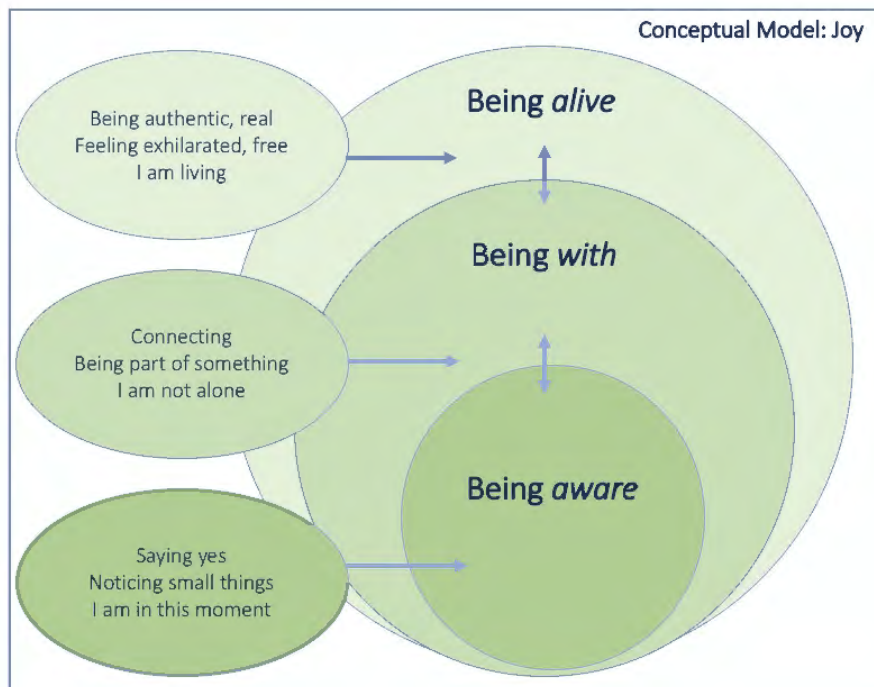 Conceptual Model: Joy
Being authentic, real
Feeling exhilarated, free
I am living
Being alive
Connecting
Being part of something
I am not alone
Being with
Saying yes
Noticing small things
I am in this moment
Being aware